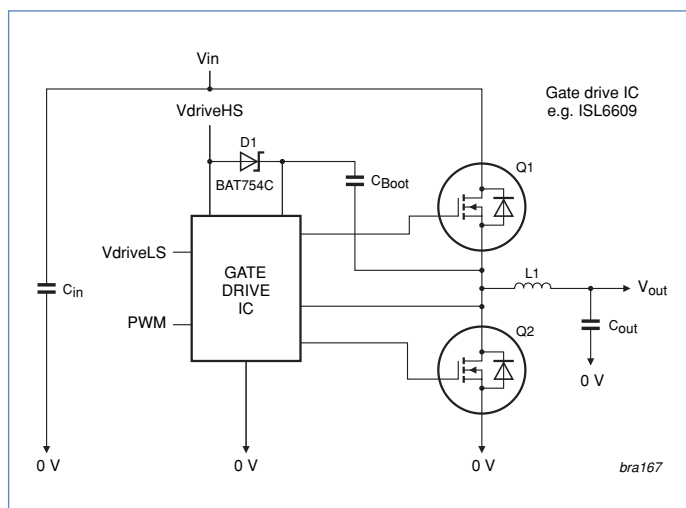 Vin
VdriveHS
D1
BAT754C
CBoot
Gate drive IC
e.g. ISL6609
Q1
VdriveLS
PWM
GATE
DRIVE
IC
Cin
L1
Vout
Cout
0 V
Q2
0 V
0 V
0 V
bra167